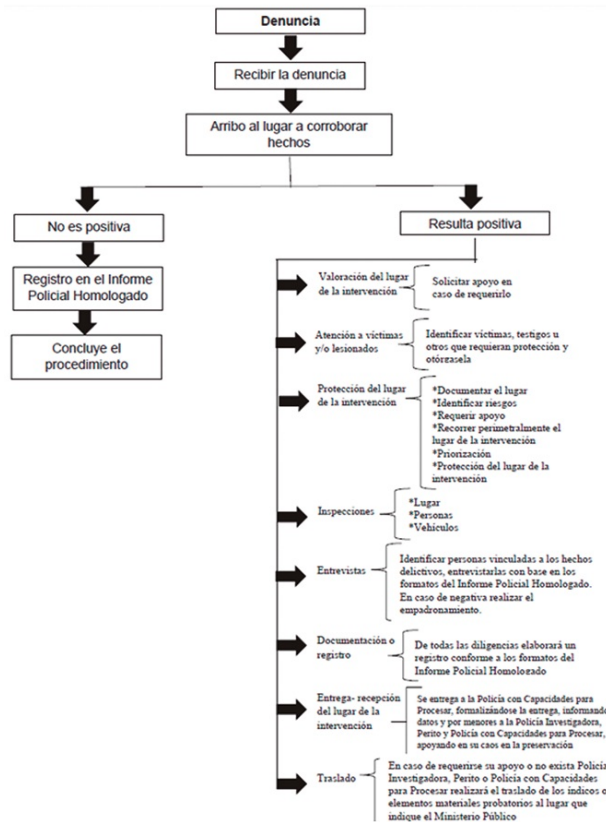 Denuncia
Recibir la denuncia
Arribo al lugar a corroborar
hechos
No es positiva
Registro en el Informe
Policial Homologado
Concluye el
procedimiento
Resulta positiva
Valoración del lugar
de la intervención
Solicitar apoyo en
caso de requerirlo
Atención a víctimas
y/o lesionados
Identificar víctimas, testigos u
otros que requieran protección y
otórgasela
Protección del lugar
de la intervención
*Documentar el lugar
*Identificar riesgos
*Requerir apoyo
*Recorrer perimetralmente el
lugar de la intervención
*Priorización
*Protección del lugar de la
intervención
Inspecciones
*Lugar
*Personas
*Vehículos
Entrevistas
Identificar personas vinculadas a los hechos
delictivos, entrevistarlas con base en los
formatos del Informe Policial Homologado.
En caso de negativa realizar el
empadronamiento.
Documentación o
registro
De todas las diligencias elaborará un
registro conforme a los formatos del
Informe Policial Homologado
Entrega- recepción
del lugar de la
intervención
Se entrega a la Policía con Capacidades para
Procesar, formalizándose la entrega, informando
datos y por menores a la Policía Investigadora,
Perito y Policía con Capacidades para Procesar,
apoyando en su caos en la preservación
Traslado
En caso de requerirse su apoyo o no exista Policía
Investigadora, Perito o Policía con Capacidades
para Procesar realizará el traslado de los índicos o
elementos materiales probatorios al lugar que
indique el Ministerio Público